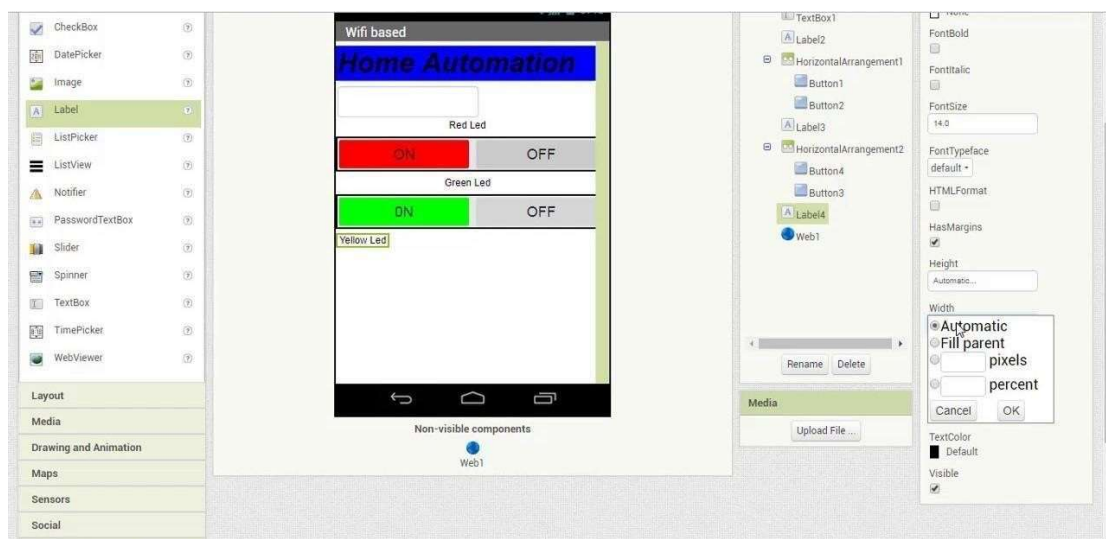 CheckBox
DatePicker
Image
Label
ListPicker
ListView
Notifier
PasswordTextBox
Slider
Spinner
TextBox
TimePicker
WebViewer
Layout
Media
Drawing and Animation
Maps
Sensors
Social
Wifi based
Home Automation
Red Led
ON OFF
Green Led
0N OFF
Yellow Led
Non-visible components
Web1
TextBox1
Label2
HorizontalArrangement1
Button1
Button2
Label3
HorizontalArrangement2
Button4
Button3
Label4
Web1
Rename Delete
Media
Upload File ...
None
FontBold
FontItalic
FontSize
14.0
FontTypeface
default
HTMLFormat
HasMargins
Height
Automatic...
Width
Automatic
Fill parent
pixels
percent
Cancel OK
TextColor
Default
Visible